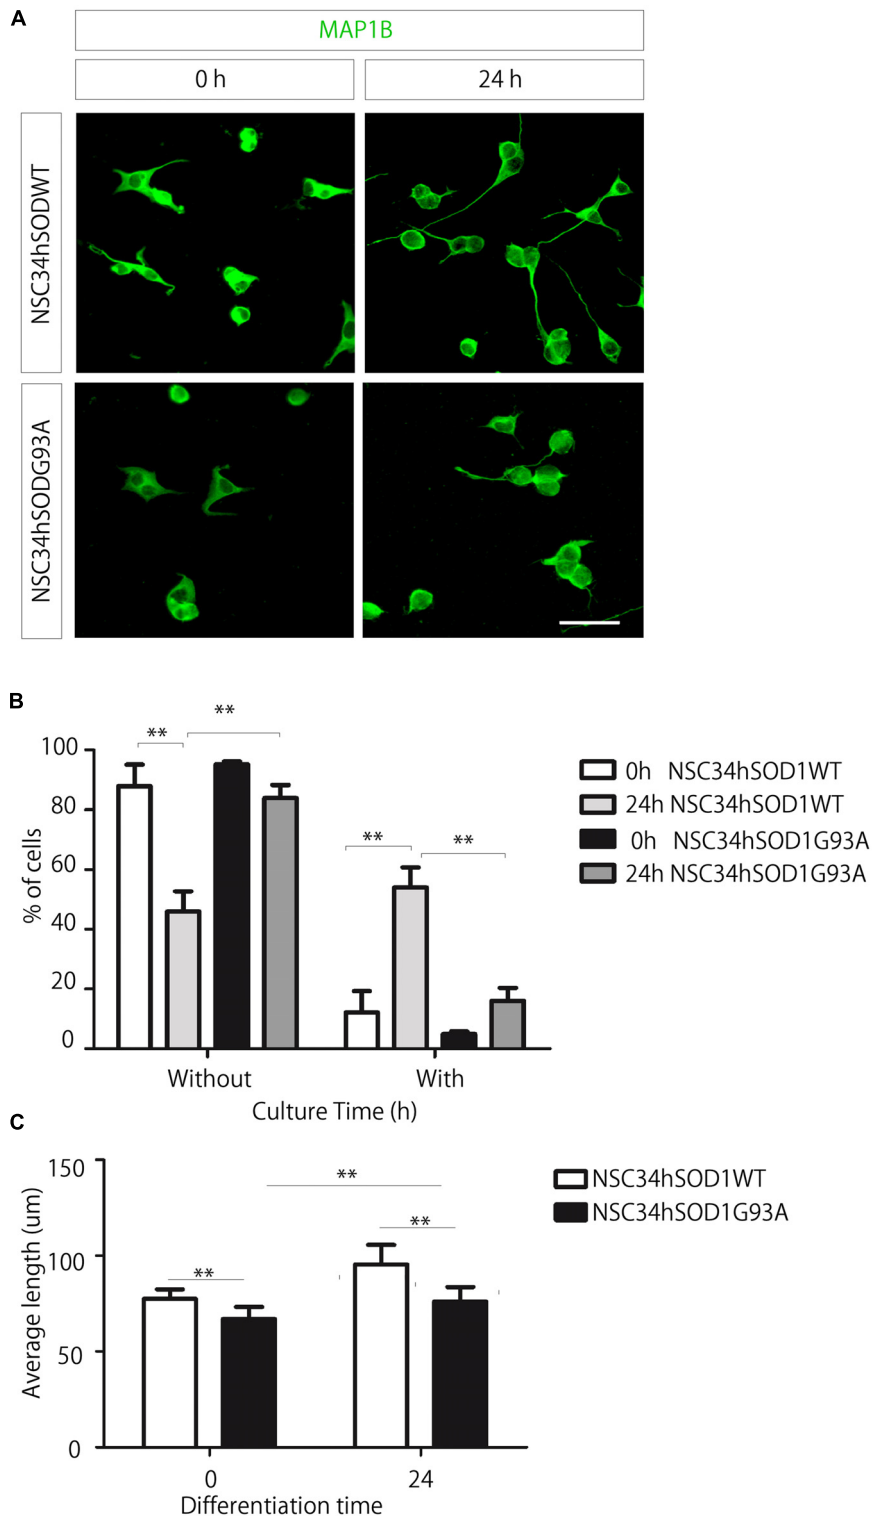 A
MAP1B
0 h
24 h
NSC34hSODWT
NSC34hSODG93A
B
**
**
100
80
60
40
20
0
% of cells
**
**
0h NSC34hSOD1WT
24h NSC34hSOD1WT
0h NSC34hSOD1G93A
24h NSC34hSOD1G93A
Without
With
Culture Time (h)
C
150
100
50
0
Average length (um)
**
**
**
NSC34hSOD1WT
NSC34hSOD1G93A
0
24
Differentiation time